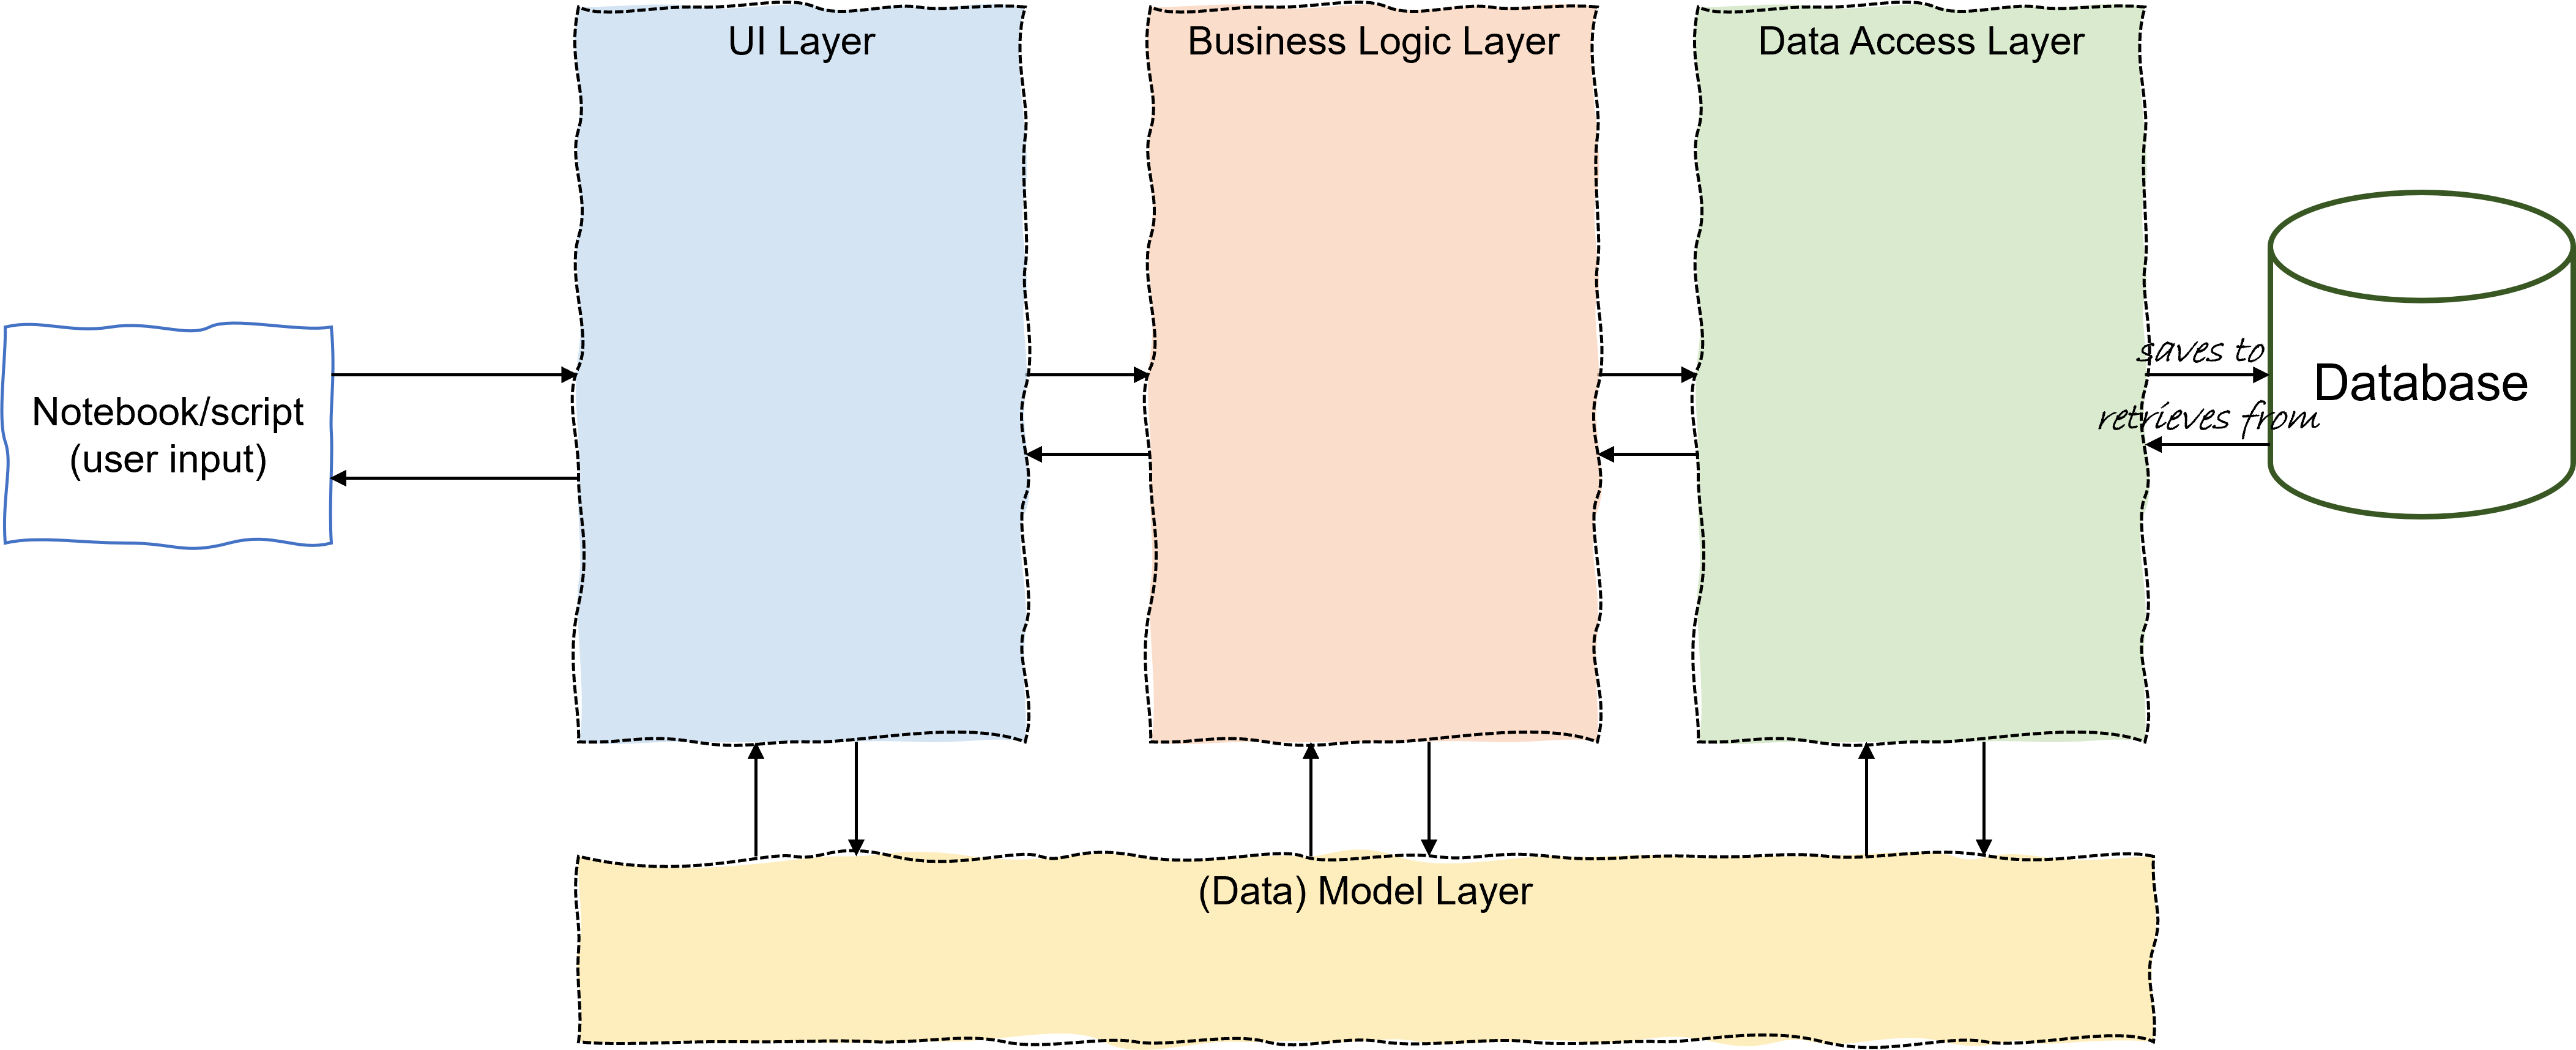 UI Layer
Business Logic Layer
Data Access Layer
Notebook/script
(user input)
saves to
retrieves from
Database
(Data) Model Layer